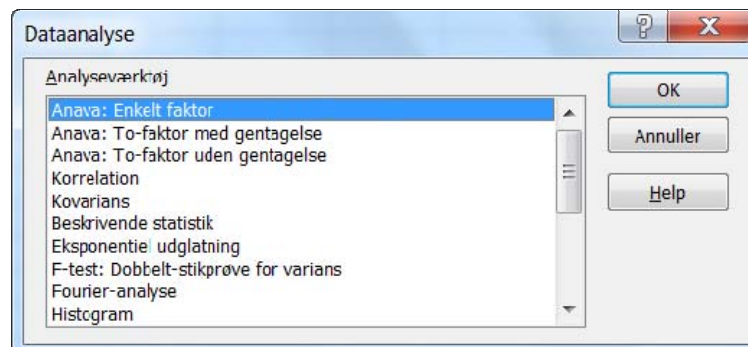 Dataanalyse
Analyseværktøj
Anava: Enkelt faktor
Anava: To-faktor med gentagelse
Anava: To-faktor uden gentagelse
Korrelation
Kovarians
Beskrivende statistik
Eksponentiel udglatning
F-test: Dobbelt-stikprøve for varians
Fourier-analyse
Histogram
OK
Annuller
Help